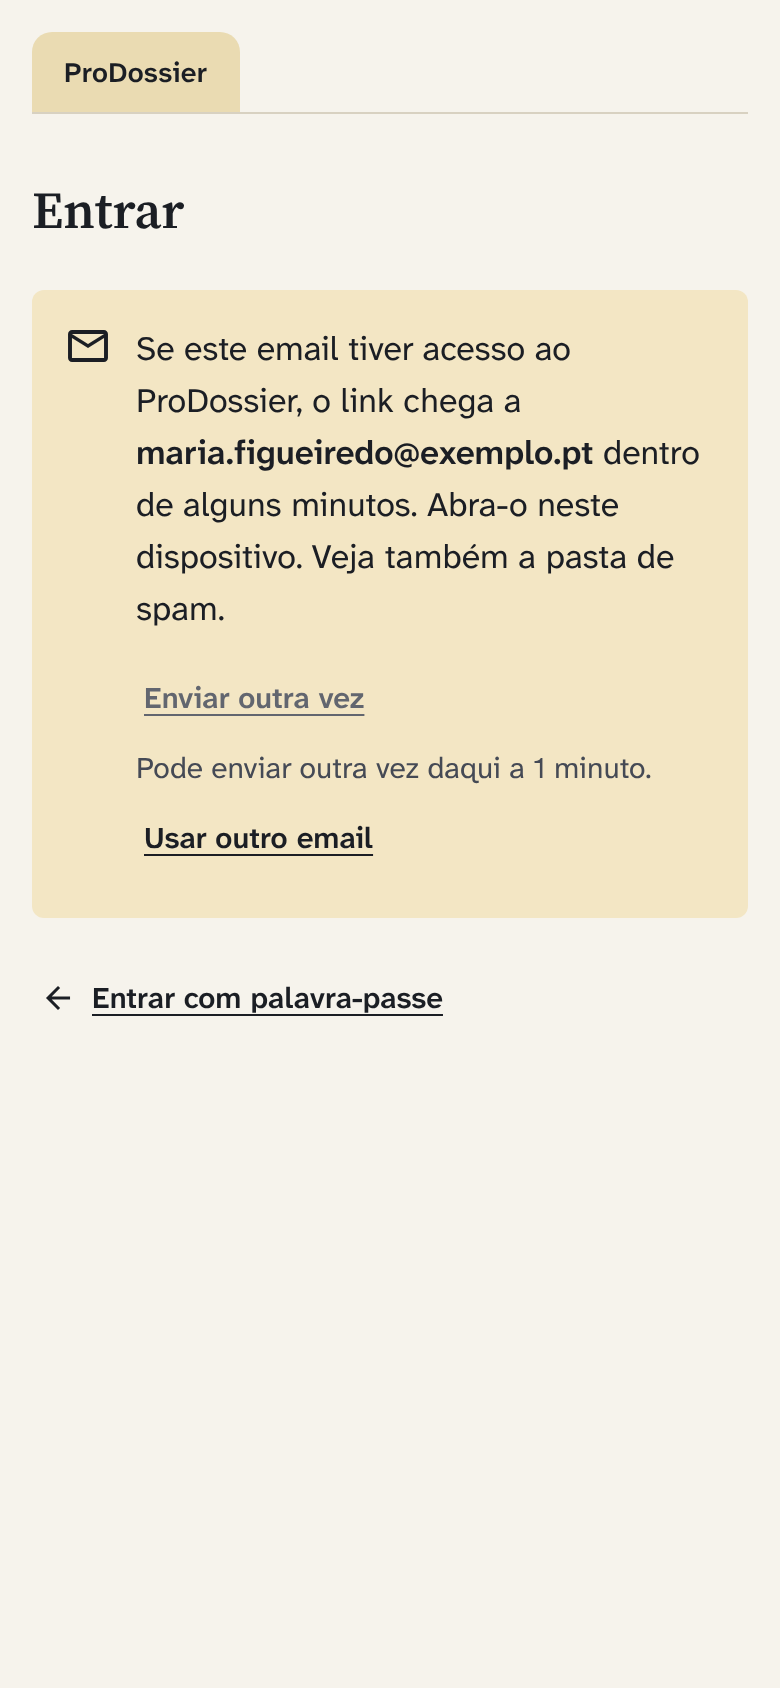 ProDossier
Entrar
Se este email tiver acesso ao
ProDossier, o link chega a
maria.figueiredo@exemplo.pt dentro
de alguns minutos. Abra-o neste
dispositivo. Veja também a pasta de
spam.
Enviar outra vez
Pode enviar outra vez daqui a 1 minuto.
Usar outro email
Entrar com palavra-passe